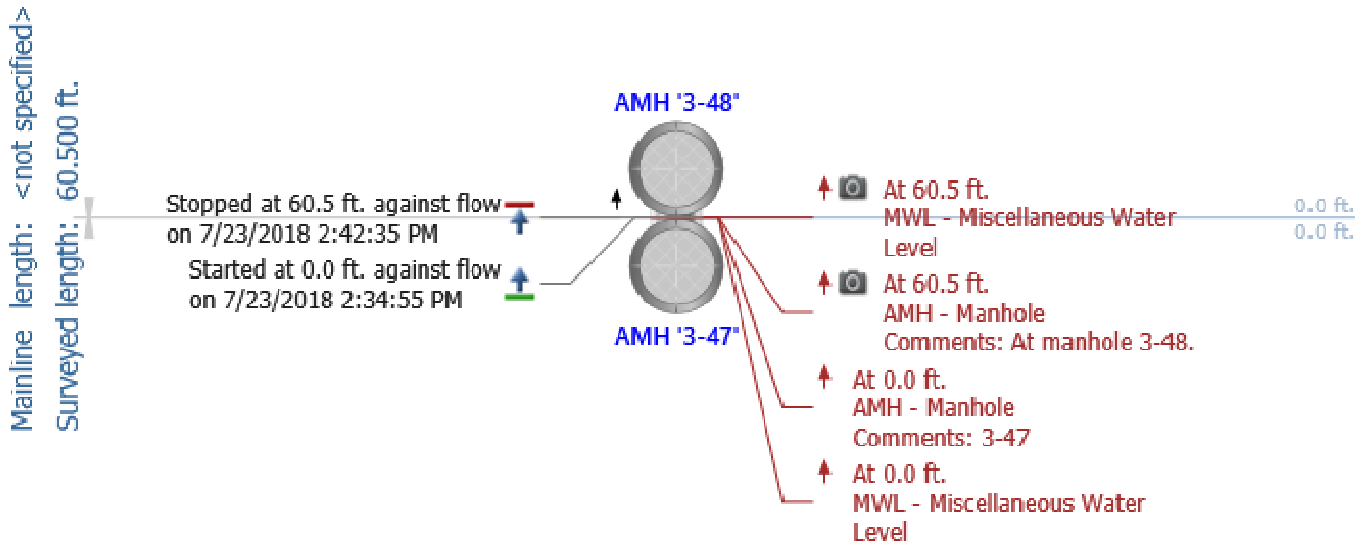 Mainline length: <not specified>
Surveyed length: 60.500 ft.
AMH '3-48"
Stopped at 60.5 ft. against flow
on 7/23/2018 2:42:35 PM
Started at 0.0 ft. against flow
on 7/23/2018 2:34:55 PM
AMH '3-47"
At 60.5 ft.
MWL - Miscellaneous Water
Level
At 60.5 ft.
AMH - Manhole
Comments: At manhole 3-48.
At 0.0 ft.
AMH - Manhole
Comments: 3-47
At 0.0 ft.
MWL - Miscellaneous Water
Level
0.0 ft.
0.0 ft.